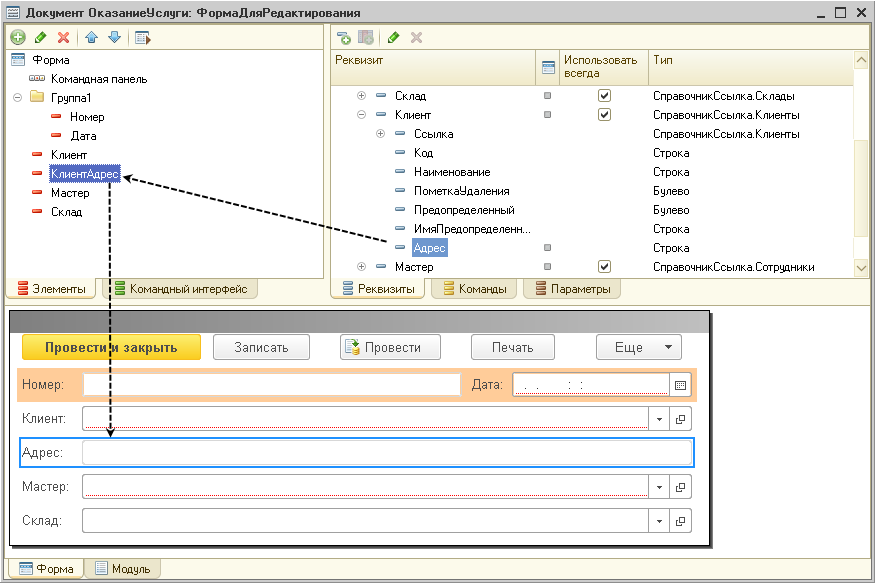 Документ ОказаниеУслуги: ФормаДляРедактирования
Форма
Командная панель
Группа1
Номер
Дата
Клиент
КлиентАдрес
Мастер
Склад
Элементы
Командный интерфейс
Реквизит
Использовать
всегда
Тип
Склад
СправочникСсылка.Склады
Клиент
СправочникСсылка.Клиенты
Ссылка
СправочникСсылка.Клиенты
Код
Строка
Наименование
Строка
ПометкаУдаления
Булево
Предопределенный
Булево
ИмяПредопределенн...
Строка
Адрес
Строка
Мастер
СправочникСсылка.Сотрудники
Реквизиты
Команды
Параметры
Провести и закрыть
Записать
Провести
Печать
Еще
Номер:
Дата:
. . : :
Клиент:
Адрес:
Мастер:
Склад:
Форма
Модуль